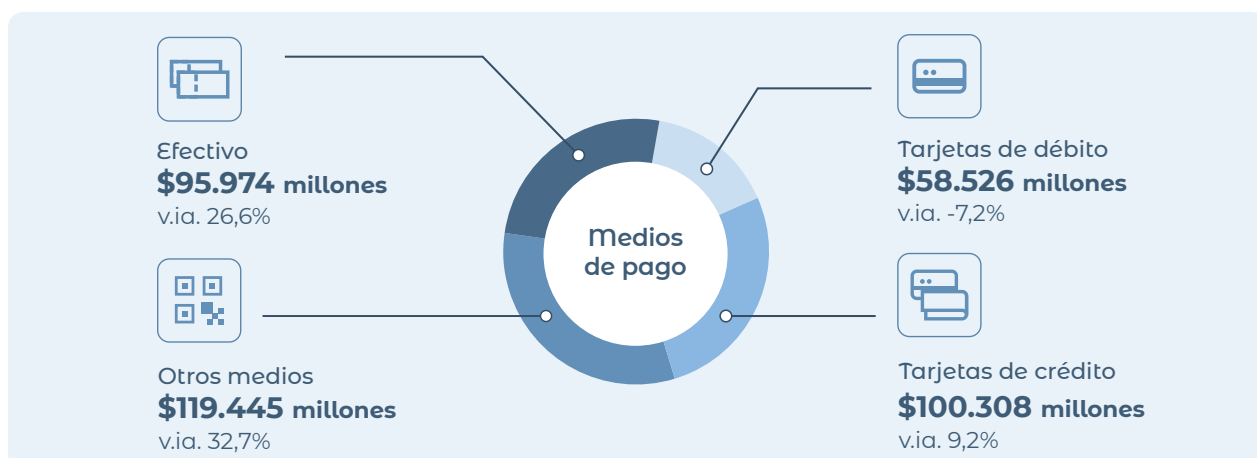 Efectivo
$95.974 millones
v.ia. 26,6%
Tarjetas de débito
$58.526 millones
v.ia. -7,2%
Medios
de pago
Otros medios
$119.445 millones
v.ia. 32,7%
Tarjetas de crédito
$100.308 millones
v.ia. 9,2%